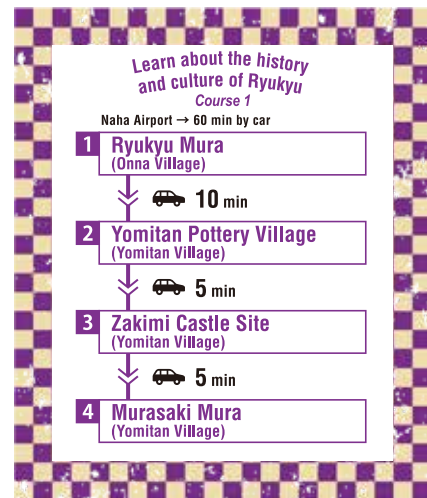 Learn about the history
and culture of Ryukyu
Course 1
Naha Airport → 60 min by car
1 Ryukyu Mura
(Onna Village)
10 min
2 Yomitan Pottery Village
(Yomitan Village)
5 min
3 Zakimi Castle Site
(Yomitan Village)
5 min
4 Murasaki Mura
(Yomitan Village)